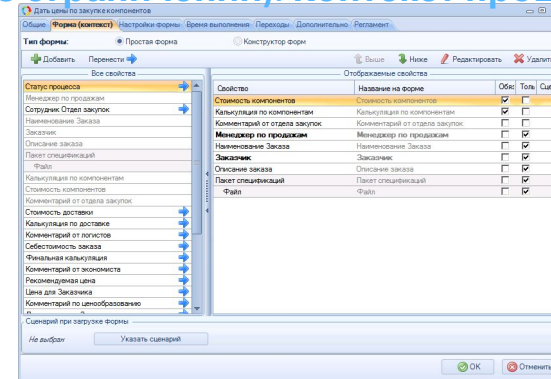 Дать цены по закупке компонентов
Общие Форма (контекст) Настройки формы Время выполнения Переходы Дополнительно Регламент
Тип формы: Простая форма Конструктор форм
Добавить Перенести Выше Ниже Редактировать Удалить
Все свойства
Статус процесса
Менеджер по продажам
Сотрудник Отдел закупок
Наименование Заказа
Заказчик
Описание заказа
Пакет спецификаций
Файл
Калькуляция по компонентам
Стоимость компонентов
Комментарий от отдела закупок
Стоимость доставки
Калькуляция по доставке
Комментарий от логистов
Себестоимость заказа
Финальная калькуляция
Комментарий от экономиста
Рекомендуемая цена
Цена для Заказчика
Комментарий по ценообразованию
Отображаемые свойства
Свойство Название на форме Обяз Толь Сце
Стоимость компонентов Стоимость компонентов
Калькуляция по компонентам Калькуляция по компонентам
Комментарий от отдела закупок Комментарий от отдела закупок
Менеджер по продажам Менеджер по продажам
Наименование Заказа Наименование Заказа
Заказчик Заказчик
Описание заказа Описание заказа
Пакет спецификаций Пакет спецификаций
Файл Файл
Сценарий при загрузке формы
Не выбран Указать сценарий
OK Отменить